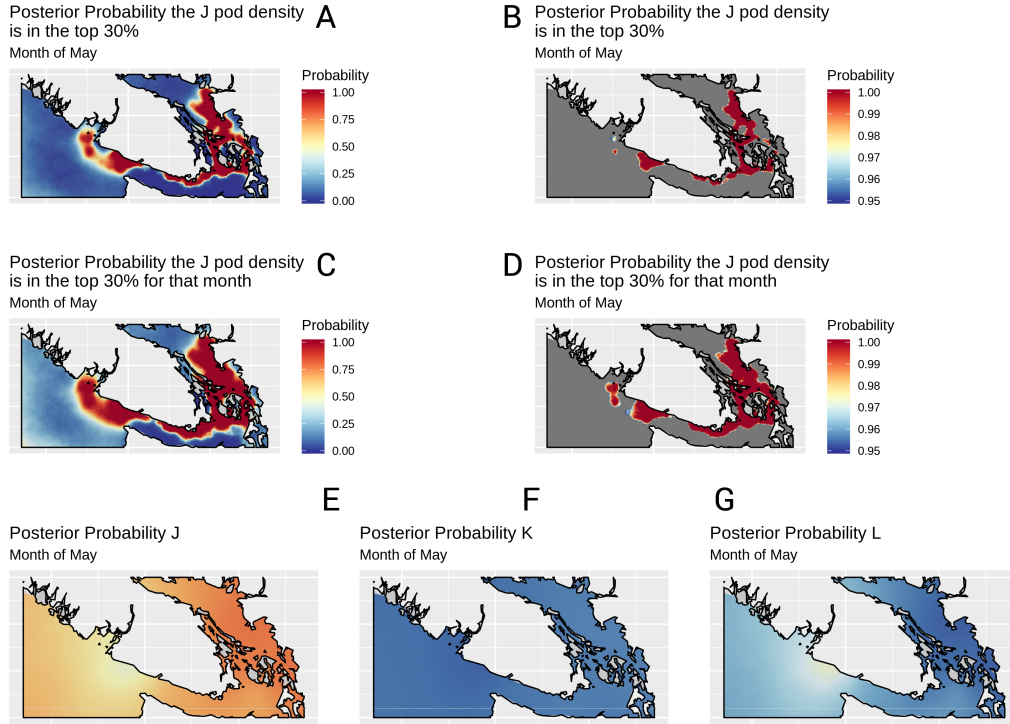 Posterior Probability the J pod density
is in the top 30%
Month of May
A
Probability
1.00
0.75
0.50
0.25
0.00
B
Posterior Probability the J pod density
is in the top 30%
Month of May
Probability
1.00
0.99
0.98
0.97
0.96
0.95
Posterior Probability the J pod density
is in the top 30% for that month
Month of May
C
Probability
1.00
0.75
0.50
0.25
0.00
D
Posterior Probability the J pod density
is in the top 30% for that month
Month of May
Probability
1.00
0.99
0.98
0.97
0.96
0.95
E
Posterior Probability J
Month of May
F
Posterior Probability K
Month of May
G
Posterior Probability L
Month of May